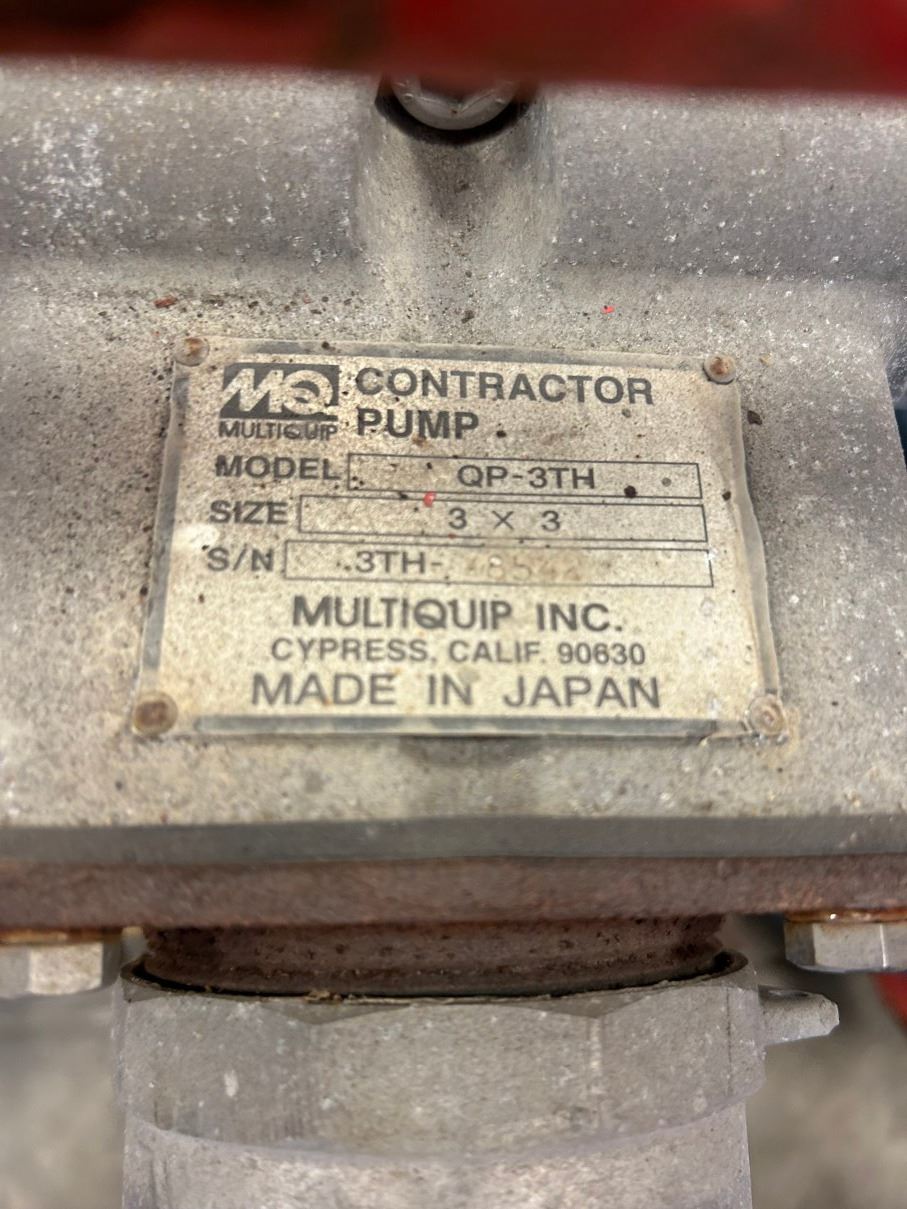 MQ CONTRACTOR
MULTIQUIP PUMP
MODEL QP-3TH
SIZE 3 X 3
S/N 3TH-
MULTIQUIP INC.
CYPRESS, CALIF. 90630
MADE IN JAPAN